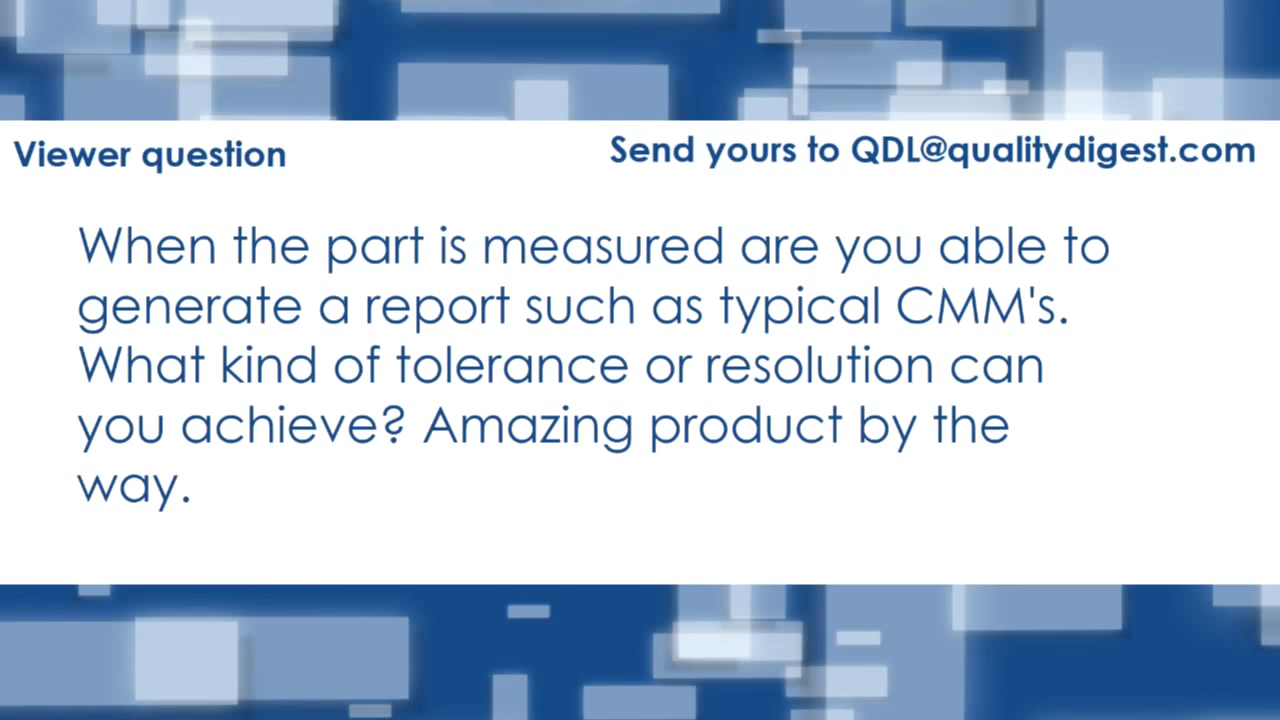 Viewer question
Send yours to QDL@qualitydigest.com
When the part is measured are you able to
generate a report such as typical CMM's.
What kind of tolerance or resolution can
you achieve? Amazing product by the
way.